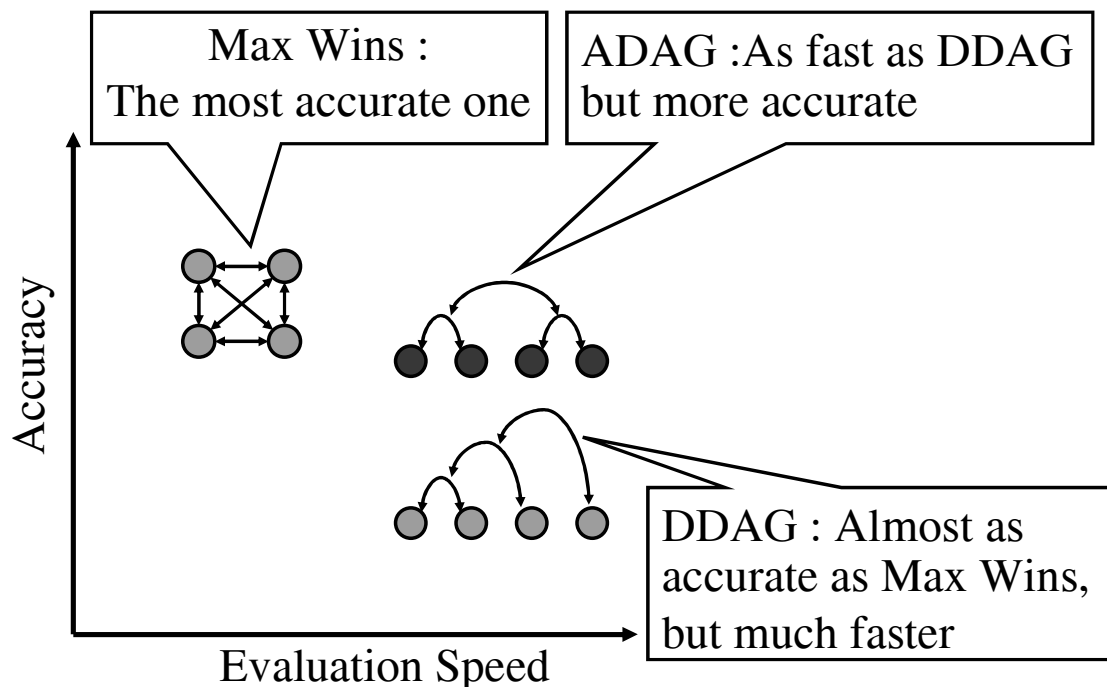 Max Wins :
The most accurate one
ADAG :As fast as DDAG
but more accurate
Accuracy
DDAG : Almost as
accurate as Max Wins,
but much faster
Evaluation Speed